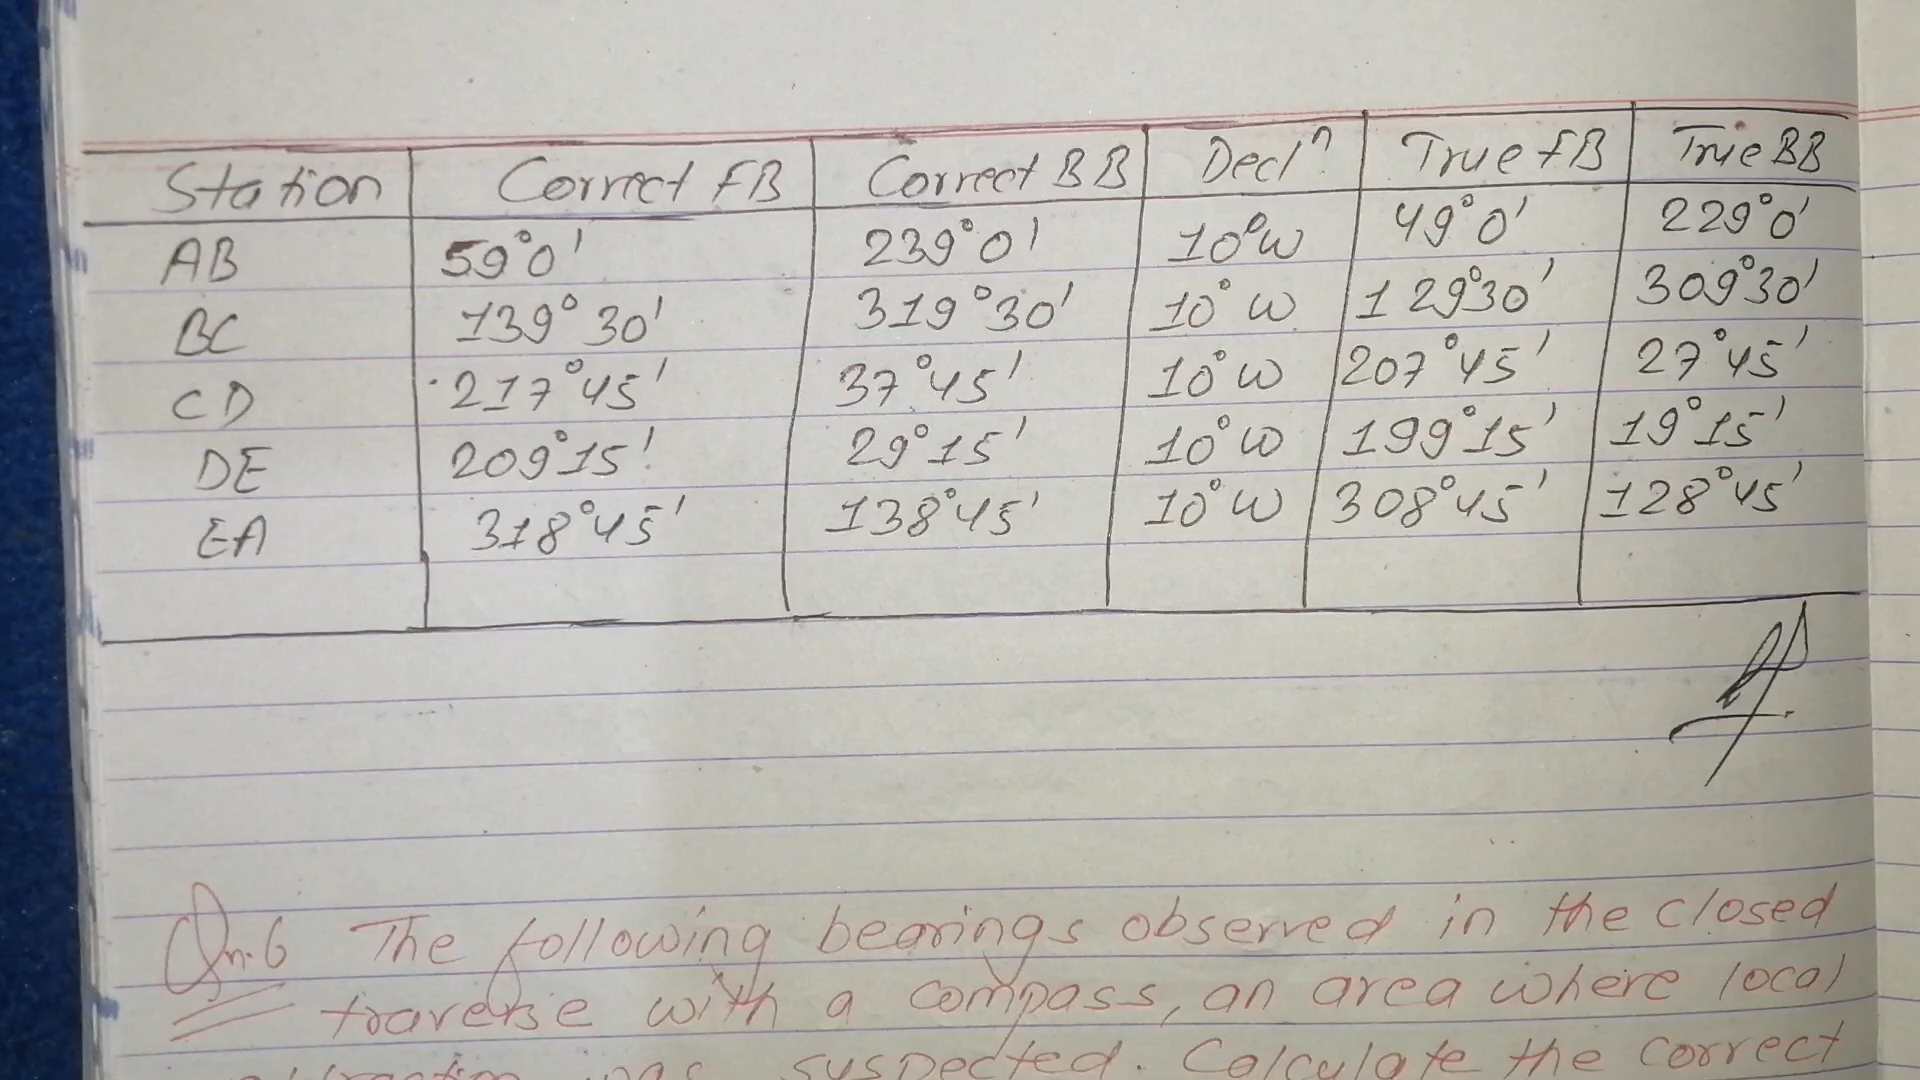 Station Correct FB Correct BB Decln. True FB True BB
AB 59°0' 239°0' 10°W 49°0' 229°0'
BC 139°30' 319°30' 10°W 129°30' 309°30'
CD 217°45' 37°45' 10°W 207°45' 27°45'
DE 209°15' 29°15' 10°W 199°15' 19°15'
EA 318°45' 138°45' 10°W 308°45' 128°45'
Qn.6 The following bearings observed in the closed
traverse with a compass, an area where local
suspected. Calculate the correct